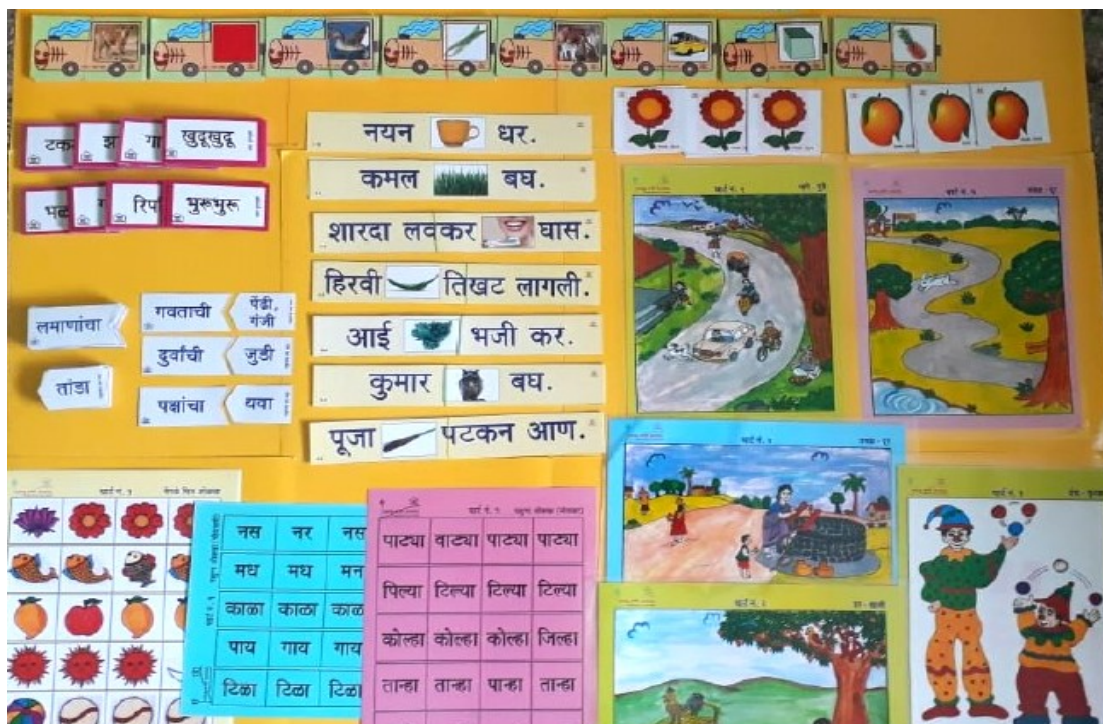 खुदूखुदू
भुरूभुरू
नयन धर.
कमल बघ.
शारदा लवकर घास.
हिरवी तिखट लागली.
आई भजी कर.
कुमार बघ.
पूजा पटकन आण.
लमाणांचा
तांडा
गवताची पेंढी, गंजी
दुर्वांची जुडी
पक्षांचा थवा
नस नर नस
मध मध मन
काळा काळा
पाय गाय गाय
टिळा टिळा टिळा
पाट्या वाट्या पाट्या पाट्या
पिल्या टिल्या टिल्या टिल्या
कोल्हा कोल्हा कोल्हा जिल्हा
तान्हा तान्हा पान्हा तान्हा